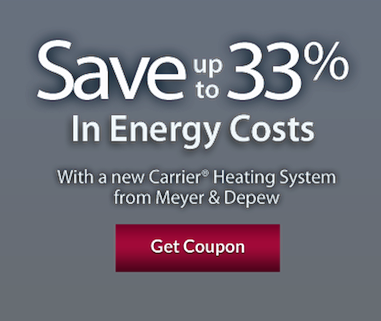 Save up to 33%
In Energy Costs
With a new Carrier® Heating System
from Meyer & Depew
Get Coupon